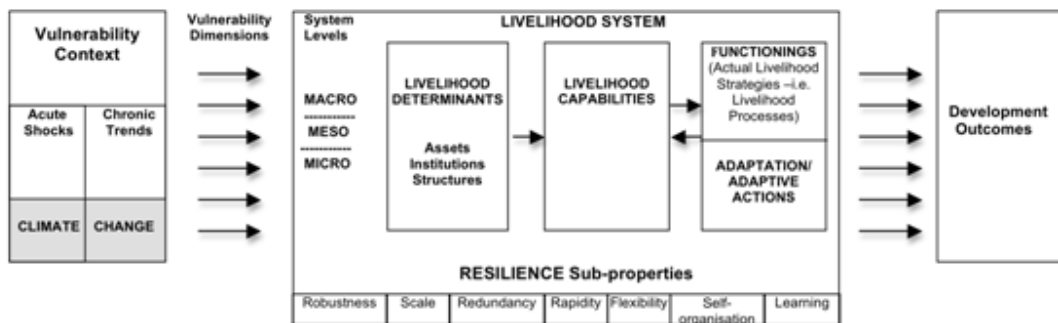 Vulnerability
Context
Acute
Shocks
Chronic
Trends
CLIMATE
CHANGE
Vulnerability
Dimensions
LIVELIHOOD SYSTEM
System
Levels
MACRO
-----------
MESO
-----------
MICRO
LIVELIHOOD
DETERMINANTS
Assets
Institutions
Structures
LIVELIHOOD
CAPABILITIES
FUNCTIONINGS
(Actual Livelihood
Strategies –i.e.
Livelihood
Processes)
ADAPTATION/
ADAPTIVE
ACTIONS
RESILIENCE Sub-properties
Robustness
Scale
Redundancy
Rapidity
Flexibility
Self-
organisation
Learning
Development
Outcomes